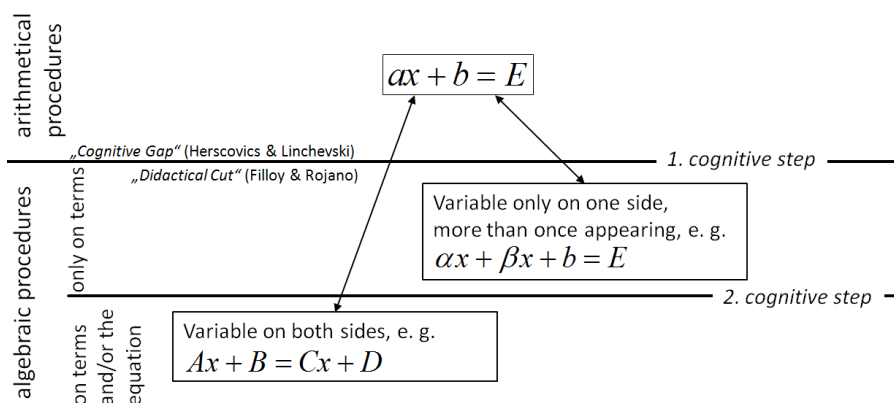 arithmetical
procedures
ax + b = E
„Cognitive Gap“ (Herscovics & Linchevski)
1. cognitive step
„Didactical Cut“ (Filloy & Rojano)
algebraic procedures
only on terms
Variable only on one side,
more than once appearing, e. g.
αx + βx + b = E
2. cognitive step
on terms
and/or the
equation
Variable on both sides, e. g.
Ax + B = Cx + D